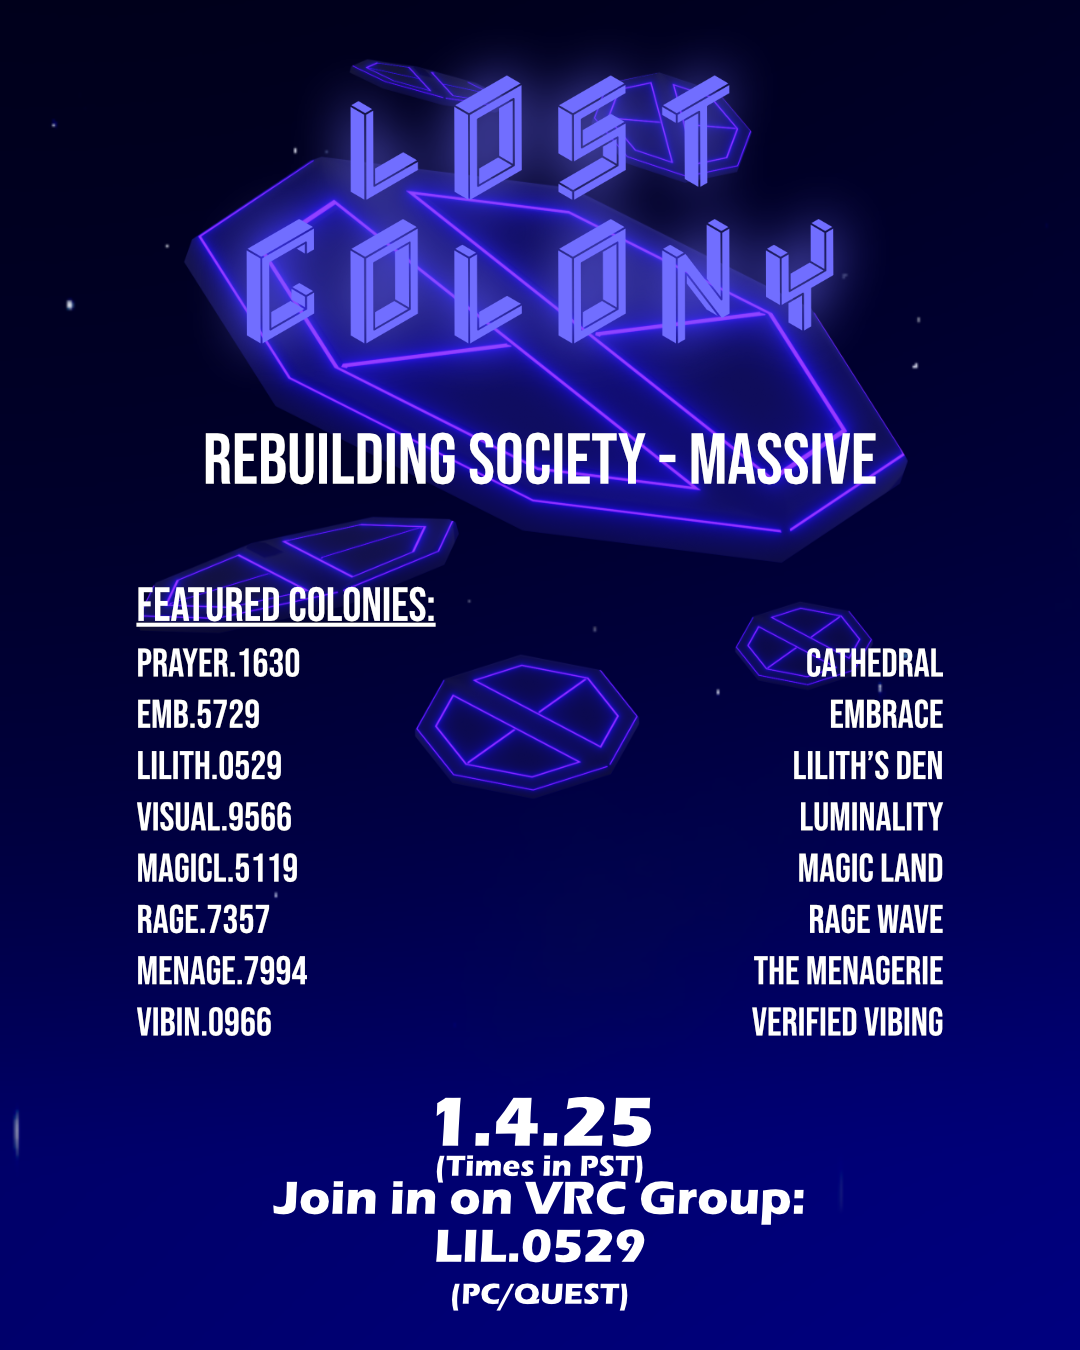 LOST
COLONY
REBUILDING SOCIETY - MASSIVE
FEATURED COLONIES:
PRAYER.1630 CATHEDRAL
EMB.5729 EMBRACE
LILITH.0529 LILITH’S DEN
VISUAL.9566 LUMINALITY
MAGICL.5119 MAGIC LAND
RAGE.7357 RAGE WAVE
MENAGE.7994 THE MENAGERIE
VIBIN.0966 VERIFIED VIBING
1.4.25
(Times in PST)
Join in on VRC Group:
LIL.0529
(PC/QUEST)